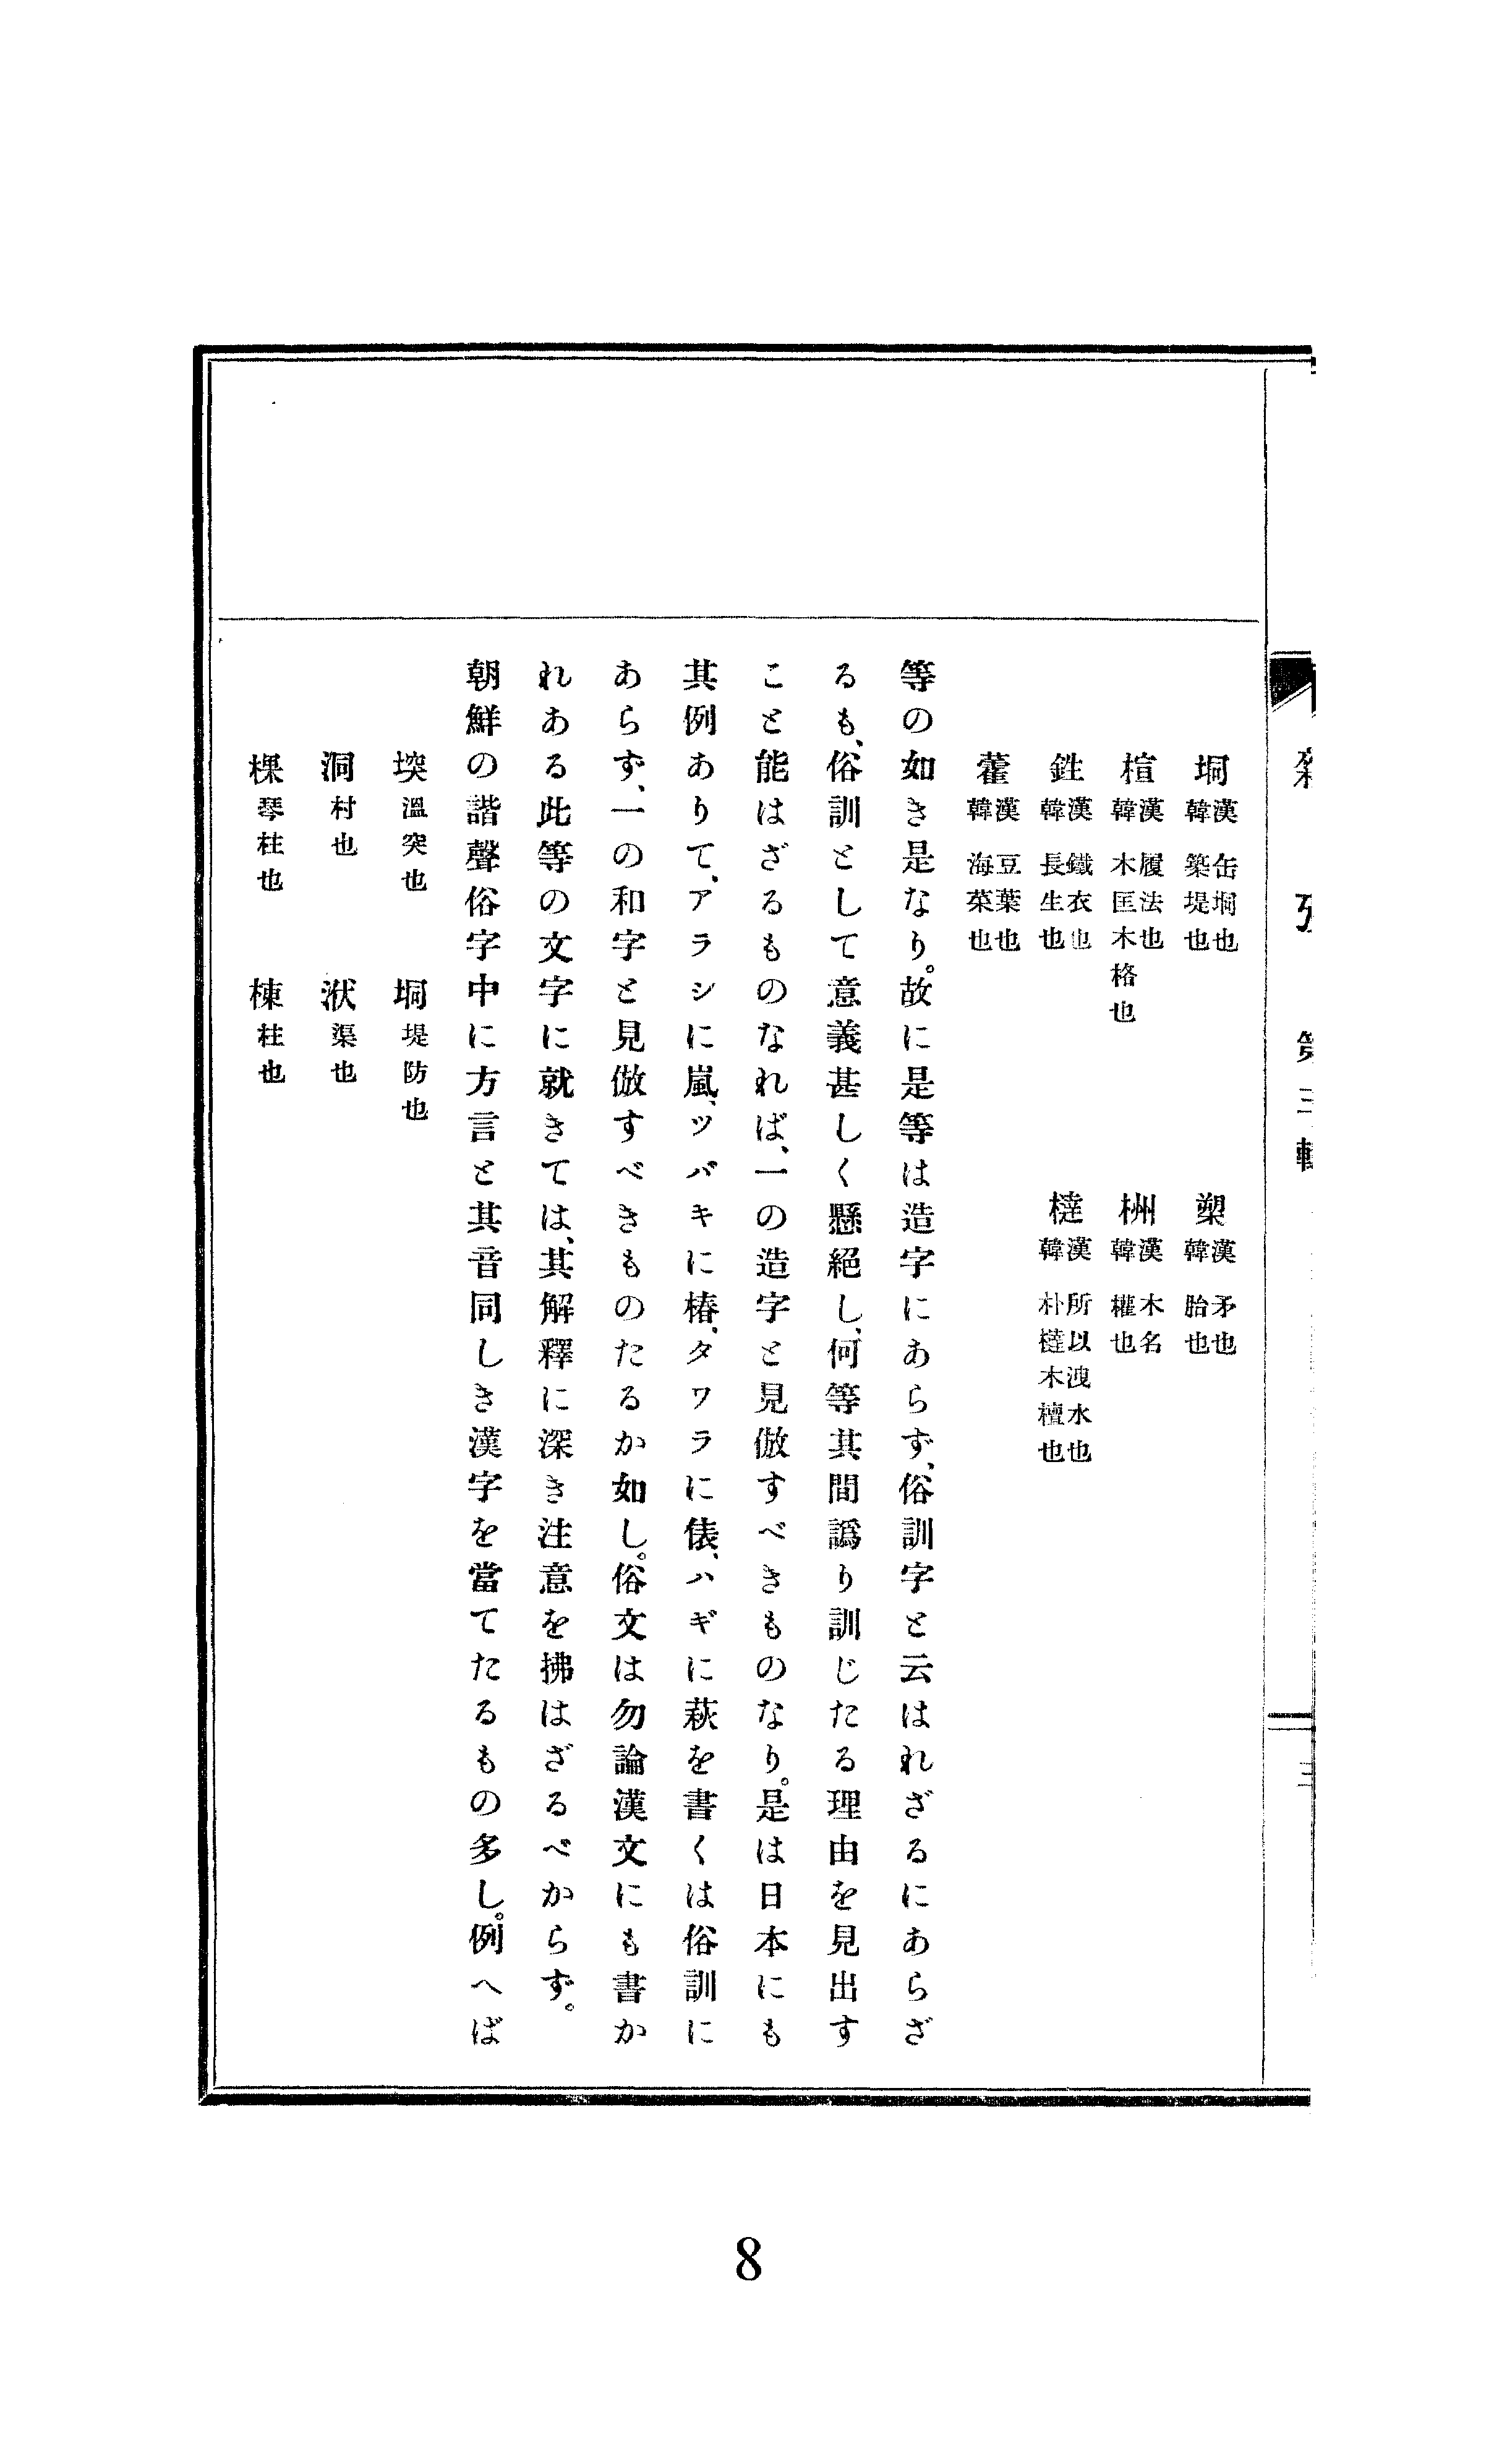 雜攷 第三輯
垌 漢 缶垌也 韓 築堤也 槊 漢 矛也 韓 胎也
楦 漢 履法也 韓 木匡木格也 栦 漢 木名 韓 權也
鉎 漢 鐵衣也 韓 長生也 橽 漢 所以洩水也 韓 朴橽木檀也
藿 漢 豆葉也 韓 海菜也
等の如き是なり。故に是等は造字にあらず、俗訓字と云はれざるにあらざ
るも、俗訓として意義甚しく懸絕し、何等其間譌り訓じたる理由を見出す
こと能はざるものなれば、一の造字と見倣すべきものなり。是は日本にも
其例ありて、アラシに嵐、ツバキに椿、タワラに俵、ハギに萩を書くは俗訓に
あらず、一の和字と見倣すべきものたるか如し。俗文は勿論漢文にも書か
れある此等の文字に就きては、其解釋に深き注意を拂はざるべからず。
朝鮮の諧聲俗字中に方言と其音同しき漢字を當てたるもの多し。例へば
堗 溫突也 垌 堤防也
洞 村也 洑 渠也
棵 琴柱也 棟 柱也
8